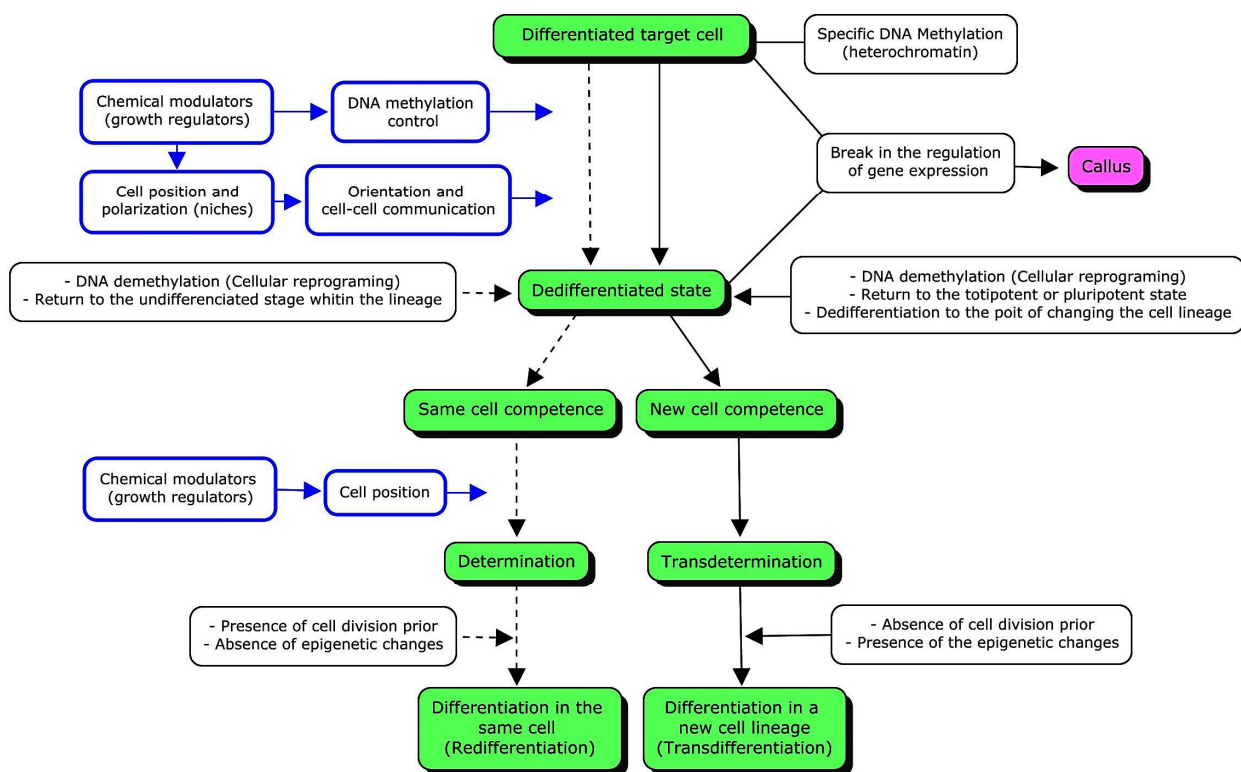 Differentiated target cell
Specific DNA Methylation
(heterochromatin)
Chemical modulators
(growth regulators)
DNA methylation
control
Break in the regulation
of gene expression
Callus
Cell position and
polarization (niches)
Orientation and
cell-cell communication
- DNA demethylation (Cellular reprograming)
- Return to the undifferenciated stage whitin the lineage
Dedifferentiated state
- DNA demethylation (Cellular reprograming)
- Return to the totipotent or pluripotent state
- Dedifferentiation to the poit of changing the cell lineage
Same cell competence
New cell competence
Chemical modulators
(growth regulators)
Cell position
Determination
Transdetermination
- Presence of cell division prior
- Absence of epigenetic changes
- Absence of cell division prior
- Presence of the epigenetic changes
Differentiation in the
same cell
(Redifferentiation)
Differentiation in a
new cell lineage
(Transdifferentiation)